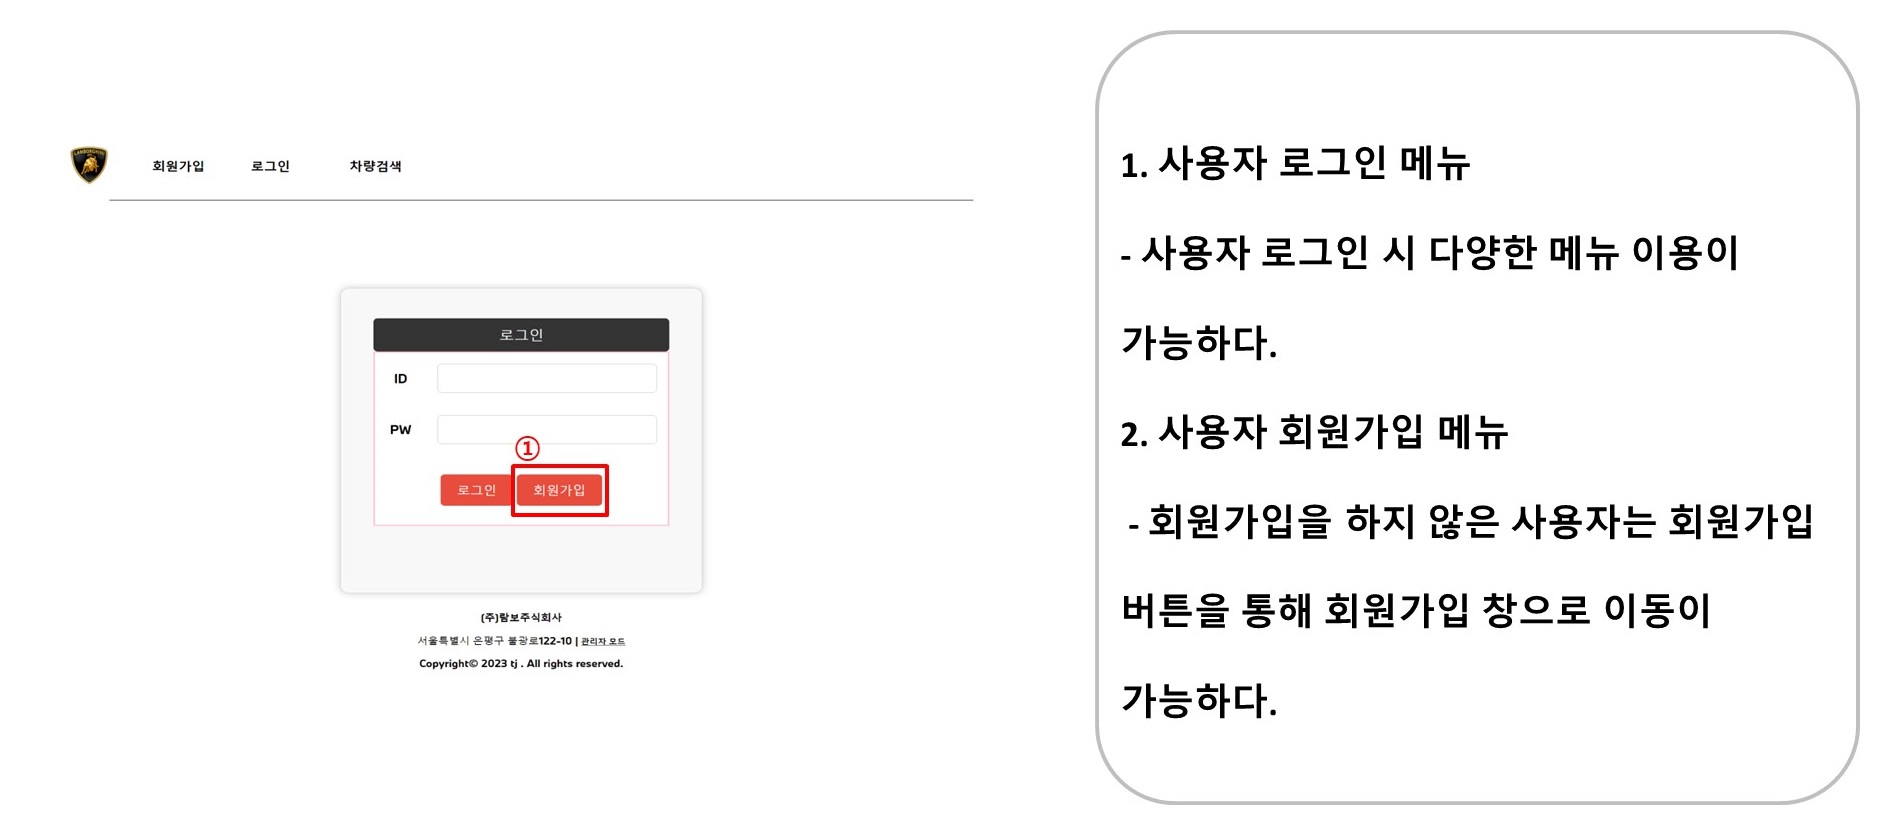 LAMBORGHINI
회원가입 로그인 차량검색
로그인
ID
PW
①
로그인 회원가입
(주)람보주식회사
서울특별시 은평구 불광로122-10 | 관리자 모드
Copyright© 2023 tj . All rights reserved.
1. 사용자 로그인 메뉴
- 사용자 로그인 시 다양한 메뉴 이용이
가능하다.
2. 사용자 회원가입 메뉴
- 회원가입을 하지 않은 사용자는 회원가입
버튼을 통해 회원가입 창으로 이동이
가능하다.